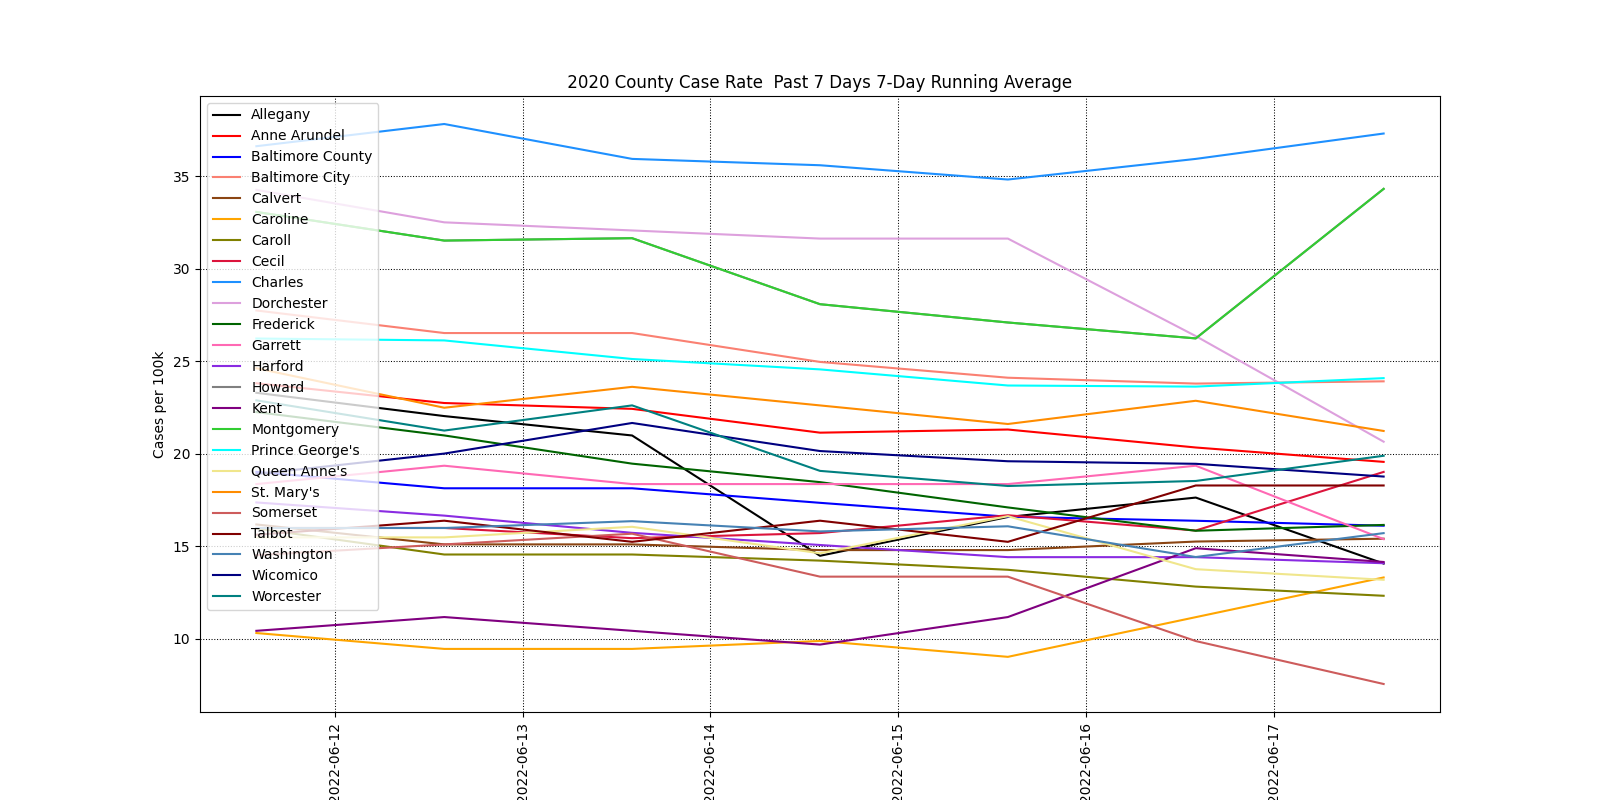 2020 County Case Rate  Past 7 Days 7-Day Running Average
Cases per 100k
35
30
25
20
15
10
Allegany
Anne Arundel
Baltimore County
Baltimore City
Calvert
Caroline
Caroll
Cecil
Charles
Dorchester
Frederick
Garrett
Harford
Howard
Kent
Montgomery
Prince George's
Queen Anne's
St. Mary's
Somerset
Talbot
Washington
Wicomico
Worcester
2022-06-12
2022-06-13
2022-06-14
2022-06-15
2022-06-16
2022-06-17